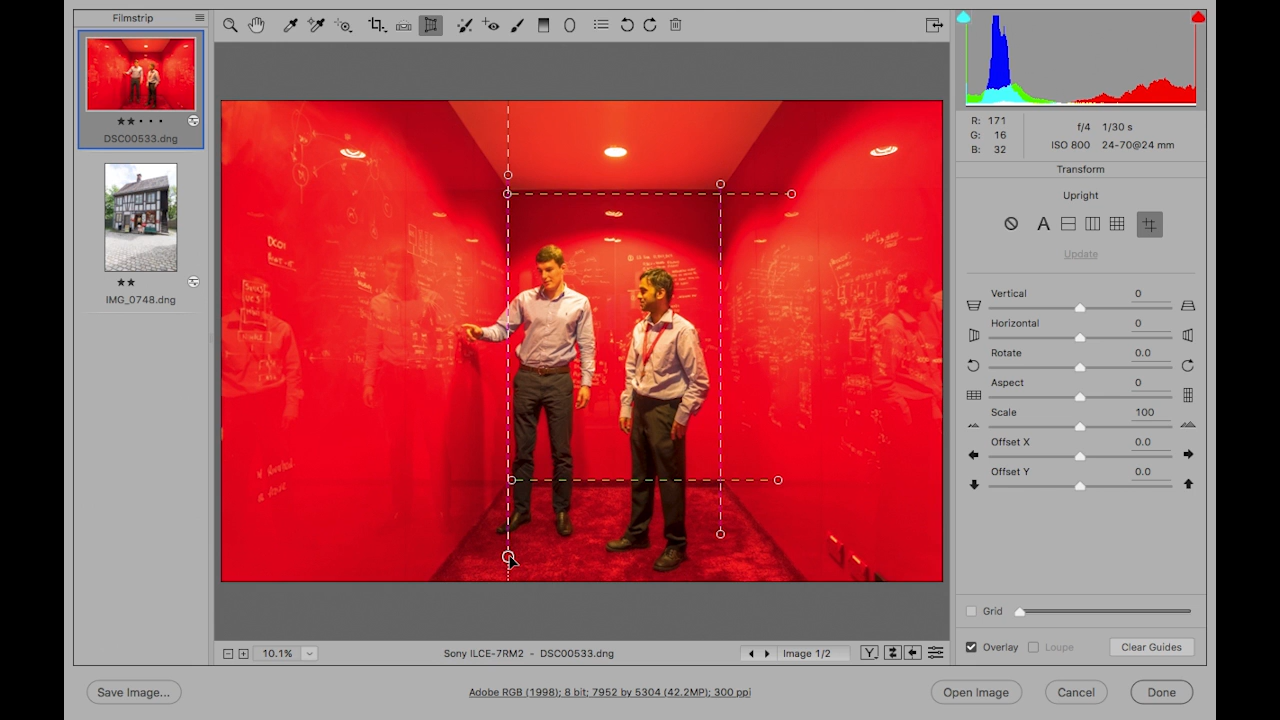 Filmstrip
DSC00533.dng
IMG_0748.dng
DC01
R: 171
G: 16
B: 32
f/4 1/30 s
ISO 800 24-70@24 mm
Transform
Upright
A
Update
Vertical 0
Horizontal 0
Rotate 0.0
Aspect 0
Scale 100
Offset X 0.0
Offset Y 0.0
Grid
Overlay Loupe Clear Guides
10.1% Sony ILCE-7RM2 - DSC00533.dng Image 1/2 Y
Save Image... Adobe RGB (1998); 8 bit; 7952 by 5304 (42.2MP); 300 ppi Open Image Cancel Done